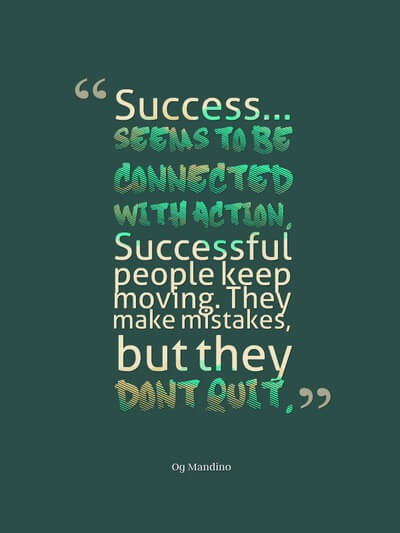 “ Success...
SEEMS TO BE
CONNECTED
WITH ACTION.
Successful
people keep
moving. They
make mistakes,
but they
DONT QUIT. ”
Og Mandino